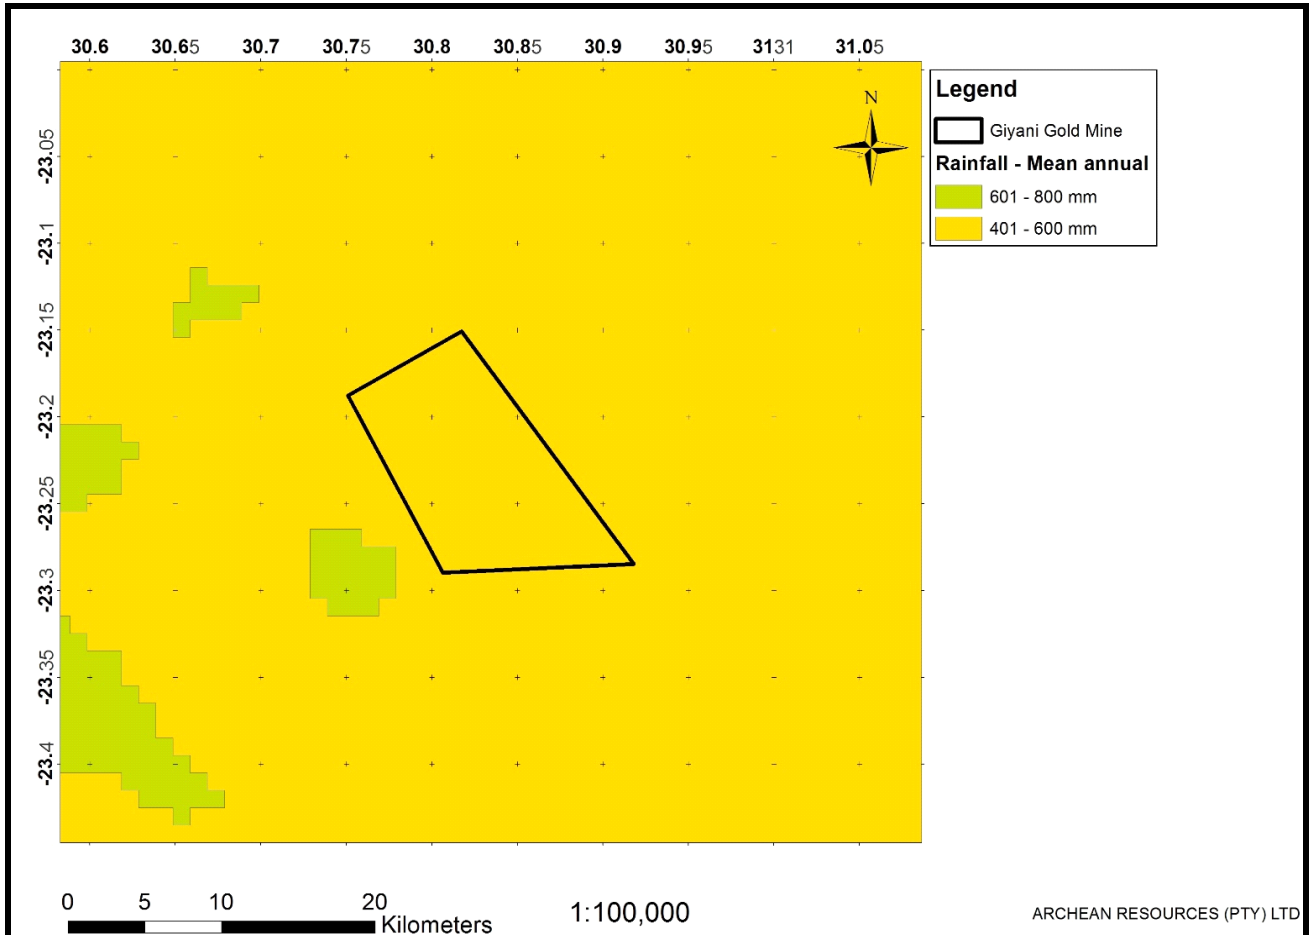 30.6 30.65 30.7 30.75 30.8 30.85 30.9 30.95 3131 31.05
Legend
N
Giyani Gold Mine
Rainfall - Mean annual
601 - 800 mm
401 - 600 mm
-23.05
-23.1
-23.15
-23.2
-23.25
-23.3
-23.35
-23.4
0 5 10 20
Kilometers
1:100,000
ARCHEAN RESOURCES (PTY) LTD